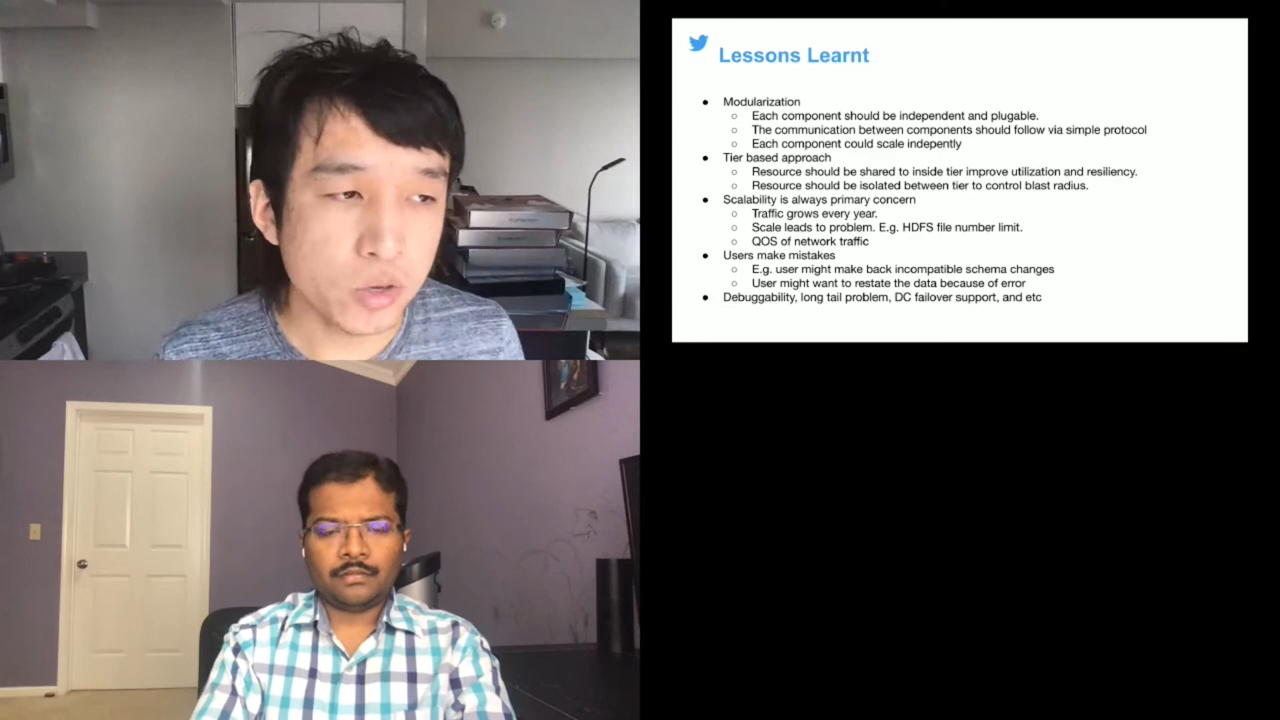 Lessons Learnt
● Modularization
○ Each component should be independent and plugable.
○ The communication between components should follow via simple protocol
○ Each component could scale indepently
● Tier based approach
○ Resource should be shared to inside tier improve utilization and resiliency.
○ Resource should be isolated between tier to control blast radius.
● Scalability is always primary concern
○ Traffic grows every year.
○ Scale leads to problem. E.g. HDFS file number limit.
○ QOS of network traffic
● Users make mistakes
○ E.g. user might make back incompatible schema changes
○ User might want to restate the data because of error
● Debuggability, long tail problem, DC failover support, and etc